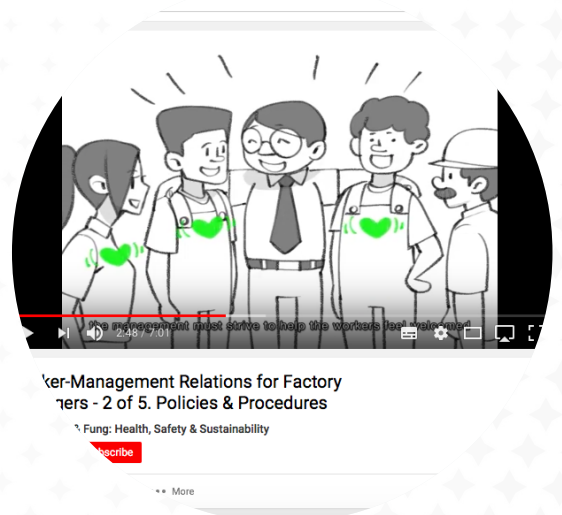 the management must strive to help the workers feel welcomed
2:48 / 7:01
ker-Management Relations for Factory
ners - 2 of 5. Policies & Procedures
& Fung: Health, Safety & Sustainability
bscribe
More